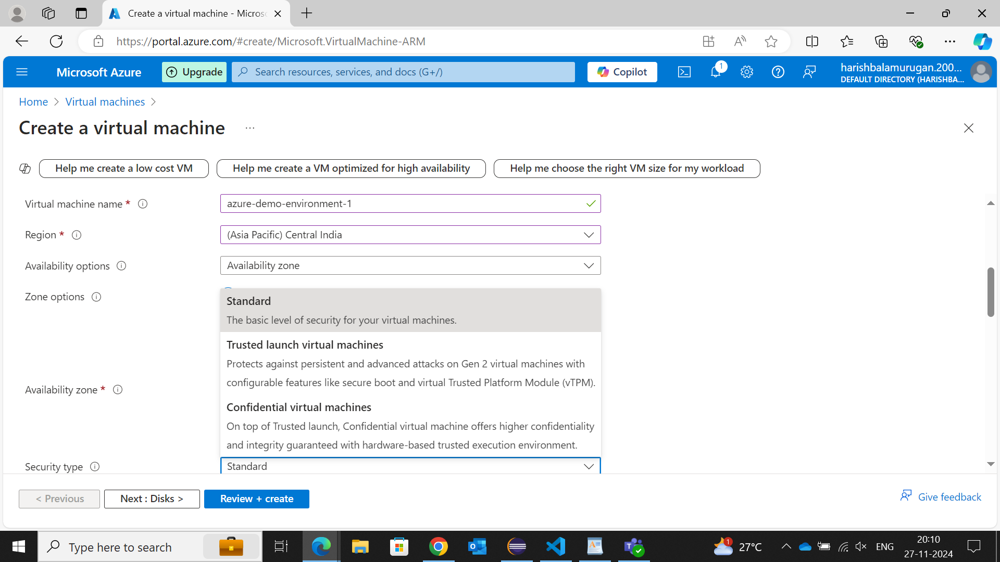 Create a virtual machine - Micros
https://portal.azure.com/#create/Microsoft.VirtualMachine-ARM
Microsoft Azure
Upgrade
Search resources, services, and docs (G+/)
Copilot
1
harishbalamurugan.200...
DEFAULT DIRECTORY (HARISHBA...
Home
Virtual machines
Create a virtual machine
...
Help me create a low cost VM
Help me create a VM optimized for high availability
Help me choose the right VM size for my workload
Virtual machine name *
azure-demo-environment-1
Region *
(Asia Pacific) Central India
Availability options
Availability zone
Zone options
Standard
The basic level of security for your virtual machines.
Trusted launch virtual machines
Protects against persistent and advanced attacks on Gen 2 virtual machines with
configurable features like secure boot and virtual Trusted Platform Module (vTPM).
Availability zone *
Confidential virtual machines
On top of Trusted launch, Confidential virtual machine offers higher confidentiality
and integrity guaranteed with hardware-based trusted execution environment.
Security type
Standard
< Previous
Next : Disks >
Review + create
Give feedback
Type here to search
1
27°C
ENG
20:10
27-11-2024